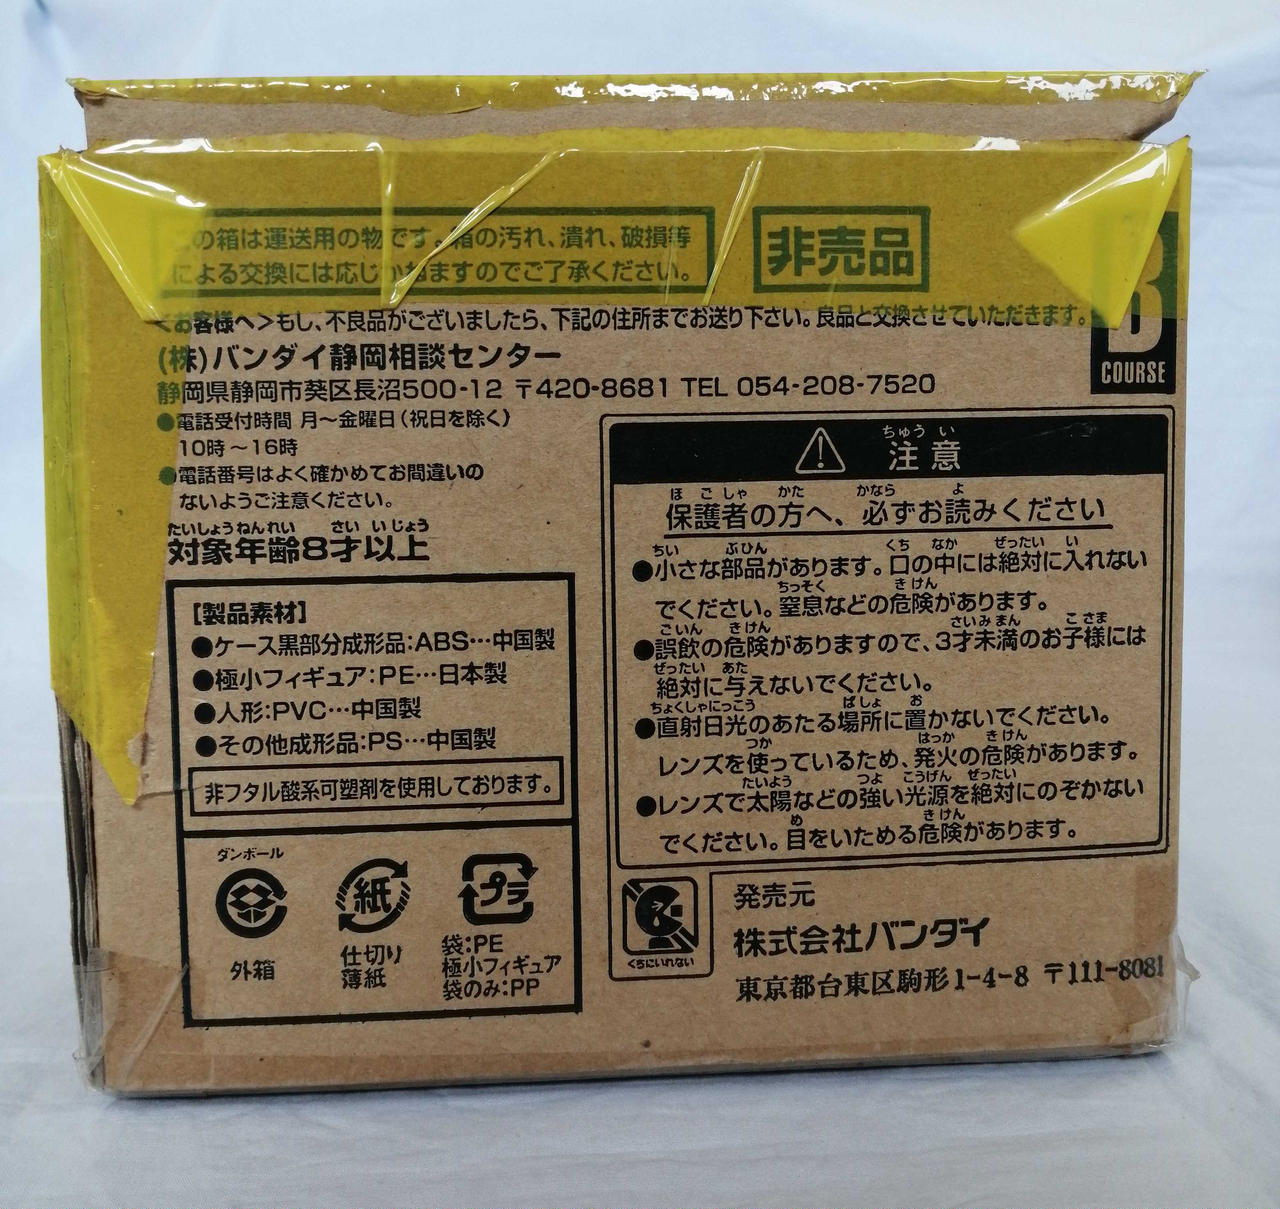 この箱は運送用の物です。箱の汚れ、潰れ、破損等
による交換には応じかねますのでご了承ください。
非売品
B
COURSE
<お客様へ>もし、不良品がございましたら、下記の住所までお送り下さい。良品と交換させていただきます。
(株)バンダイ静岡相談センター
静岡県静岡市葵区長沼500-12 〒420-8681 TEL 054-208-7520
●電話受付時間 月〜金曜日(祝日を除く)
10時〜16時
●電話番号はよく確かめてお間違いの
ないようご注意ください。
たいしょうねんれい さい いじょう
対象年齢8才以上
[製品素材]
●ケース黒部分成形品:ABS…中国製
●極小フィギュア:PE…日本製
●人形:PVC…中国製
●その他成形品:PS…中国製
非フタル酸系可塑剤を使用しております。
ダンボール
外箱
紙
仕切り
薄紙
プラ
袋:PE
極小フィギュア
袋のみ:PP
ちゅう い
注意
ほ ご しゃ かた かなら よ
保護者の方へ、必ずお読みください
ちい ぶひん くち なか ぜったい い
●小さな部品があります。口の中には絶対に入れない
ちっそく きけん
でください。窒息などの危険があります。
ごいん きけん さいみまん こさま
●誤飲の危険がありますので、3才未満のお子様には
ぜったい あた
絶対に与えないでください。
ちょくしゃにっこう ばしょ お
●直射日光のあたる場所に置かないでください。
つか はっか きけん
レンズを使っているため、発火の危険があります。
たいよう つよ こうげん ぜったい
●レンズで太陽などの強い光源を絶対にのぞかない
め きけん
でください。目をいためる危険があります。
くちにいれない
発売元
株式会社バンダイ
東京都台東区駒形1-4-8 〒111-8081